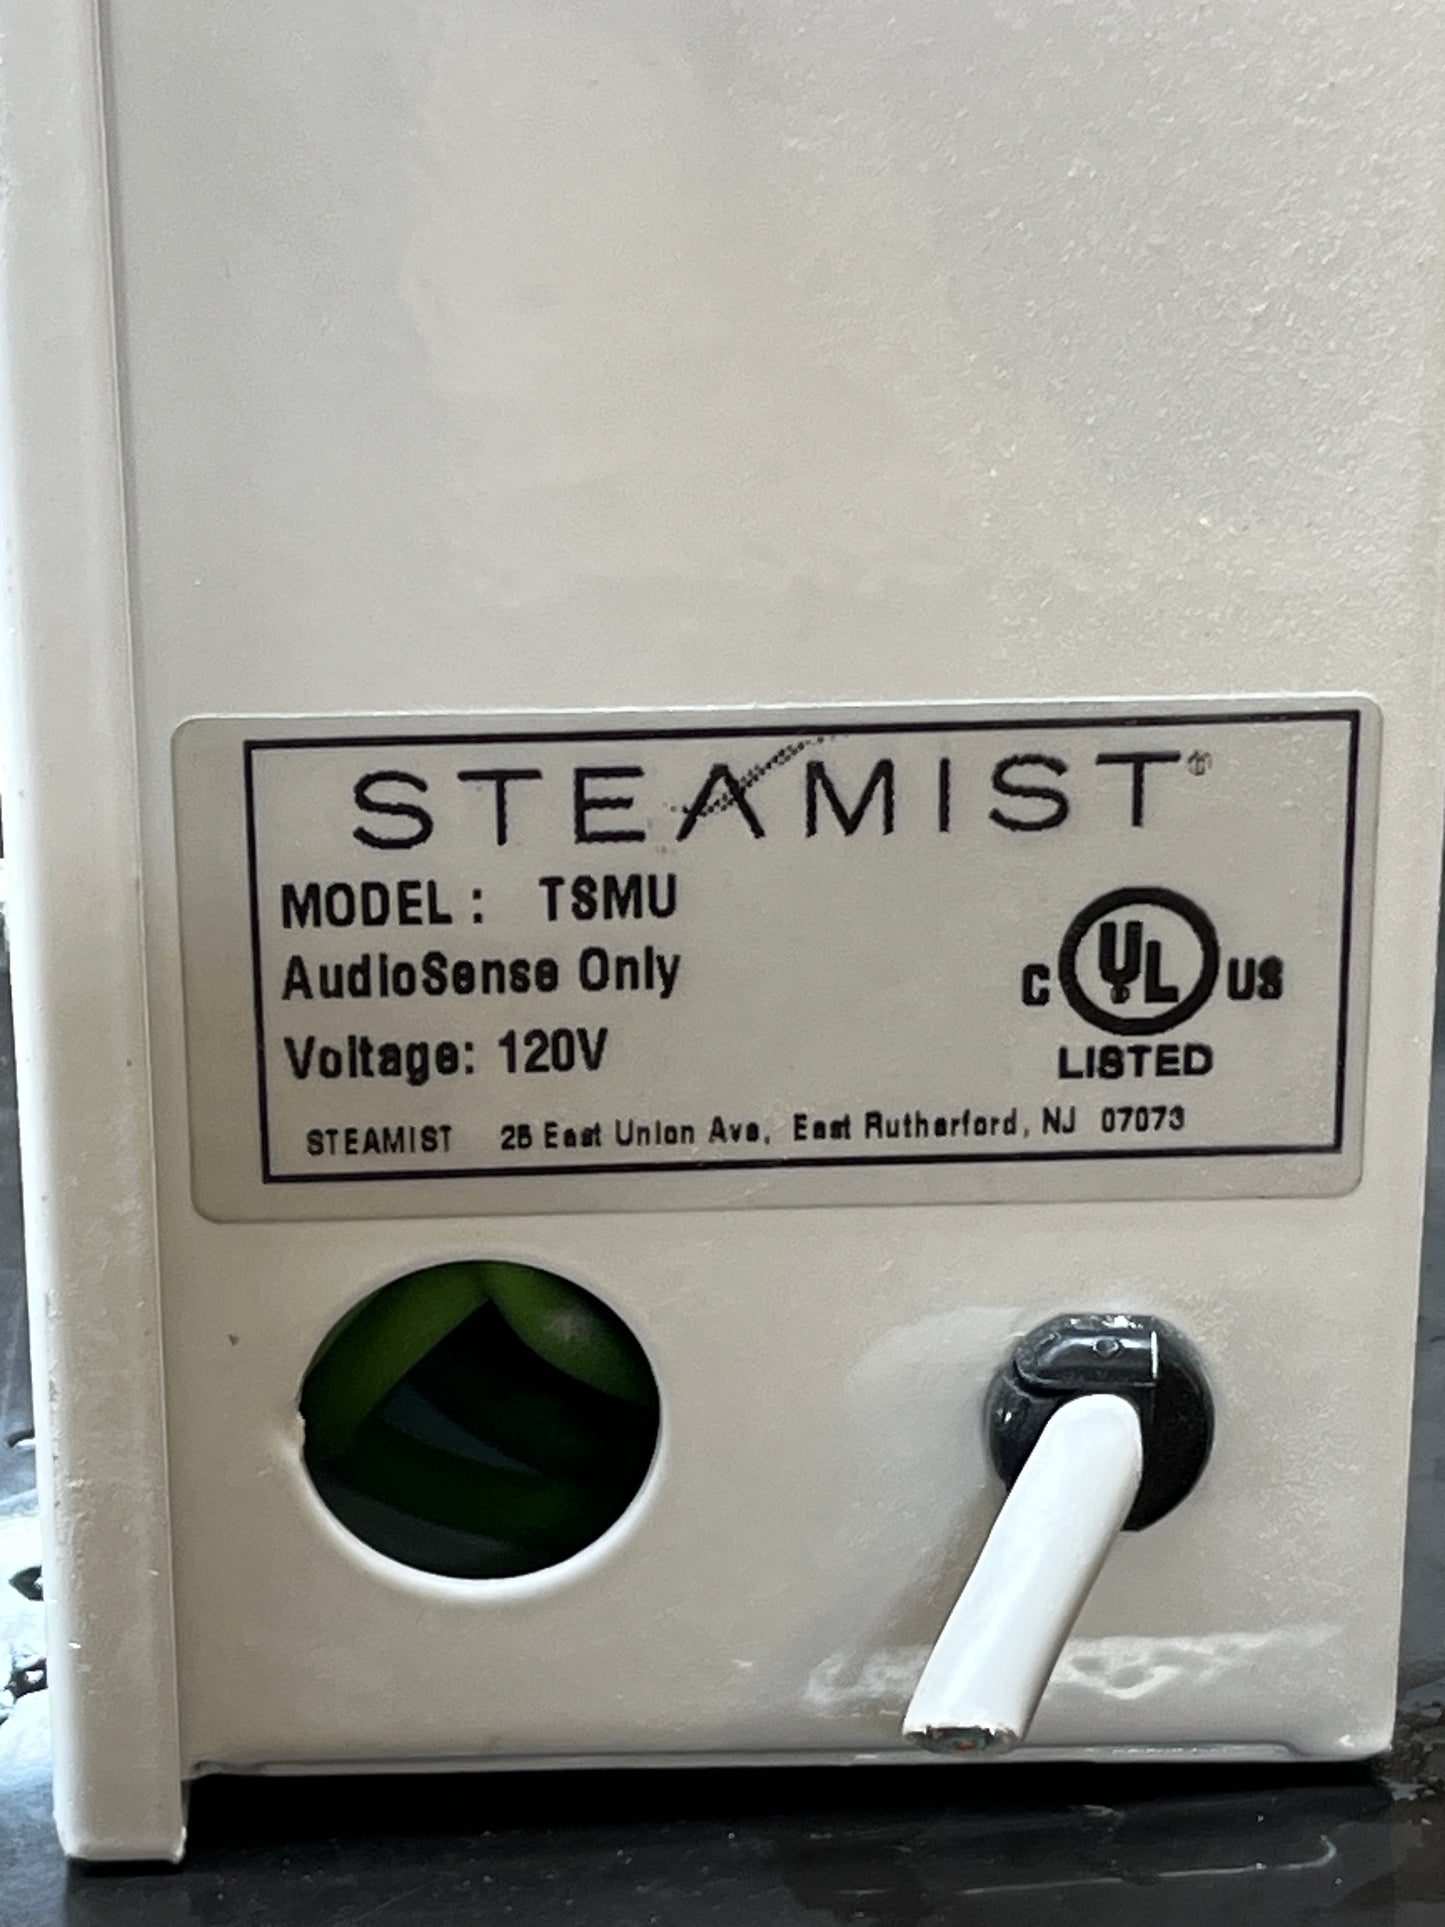 STEAMIST®
MODEL: TSMU
AudioSense Only
Voltage: 120V
C UL US
LISTED
STEAMIST 25 East Union Ave, East Rutherford, NJ 07073